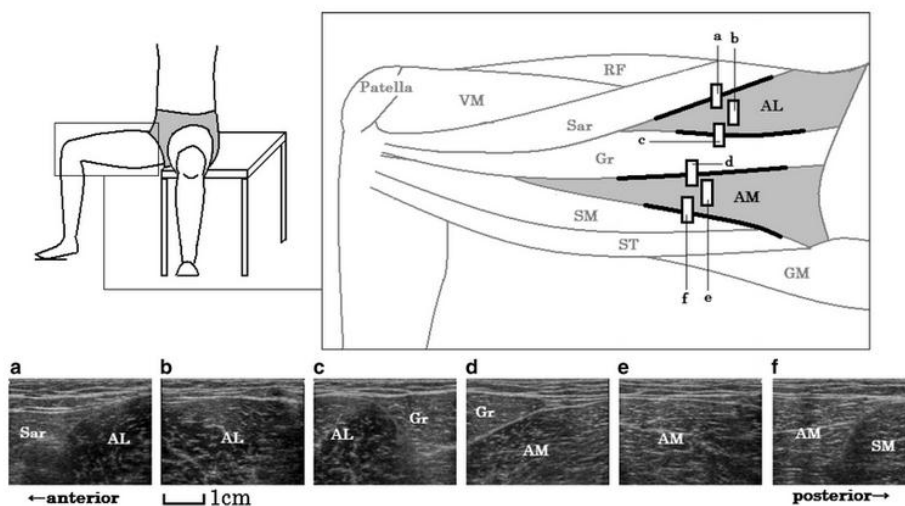 a b
RF
Patella
VM
AL
Sar
c
Gr
d
AM
SM
ST
GM
f e
a b c d e f
Sar AL
AL
AL Gr
Gr AM
AM
AM SM
←anterior 1cm posterior→